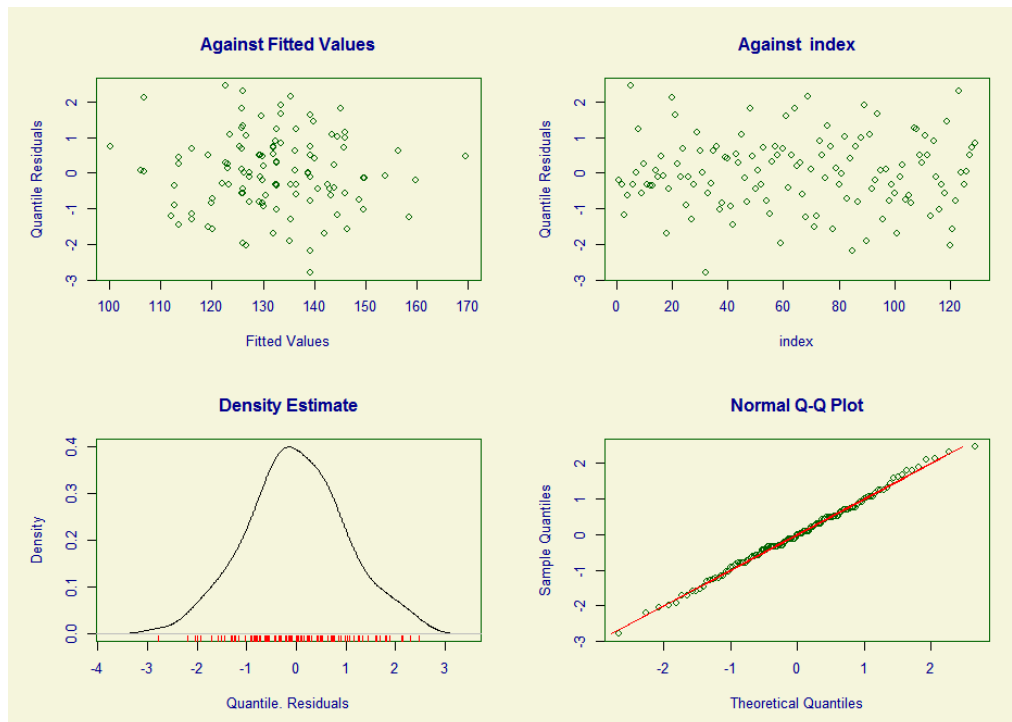 Against Fitted Values
Quantile Residuals
-3 -2 -1 0 1 2
100 110 120 130 140 150 160 170
Fitted Values
Against index
Quantile Residuals
-3 -2 -1 0 1 2
0 20 40 60 80 100 120
index
Density Estimate
Density
0.0 0.1 0.2 0.3 0.4
-4 -3 -2 -1 0 1 2 3
Quantile. Residuals
Normal Q-Q Plot
Sample Quantiles
-3 -2 -1 0 1 2
-2 -1 0 1 2
Theoretical Quantiles